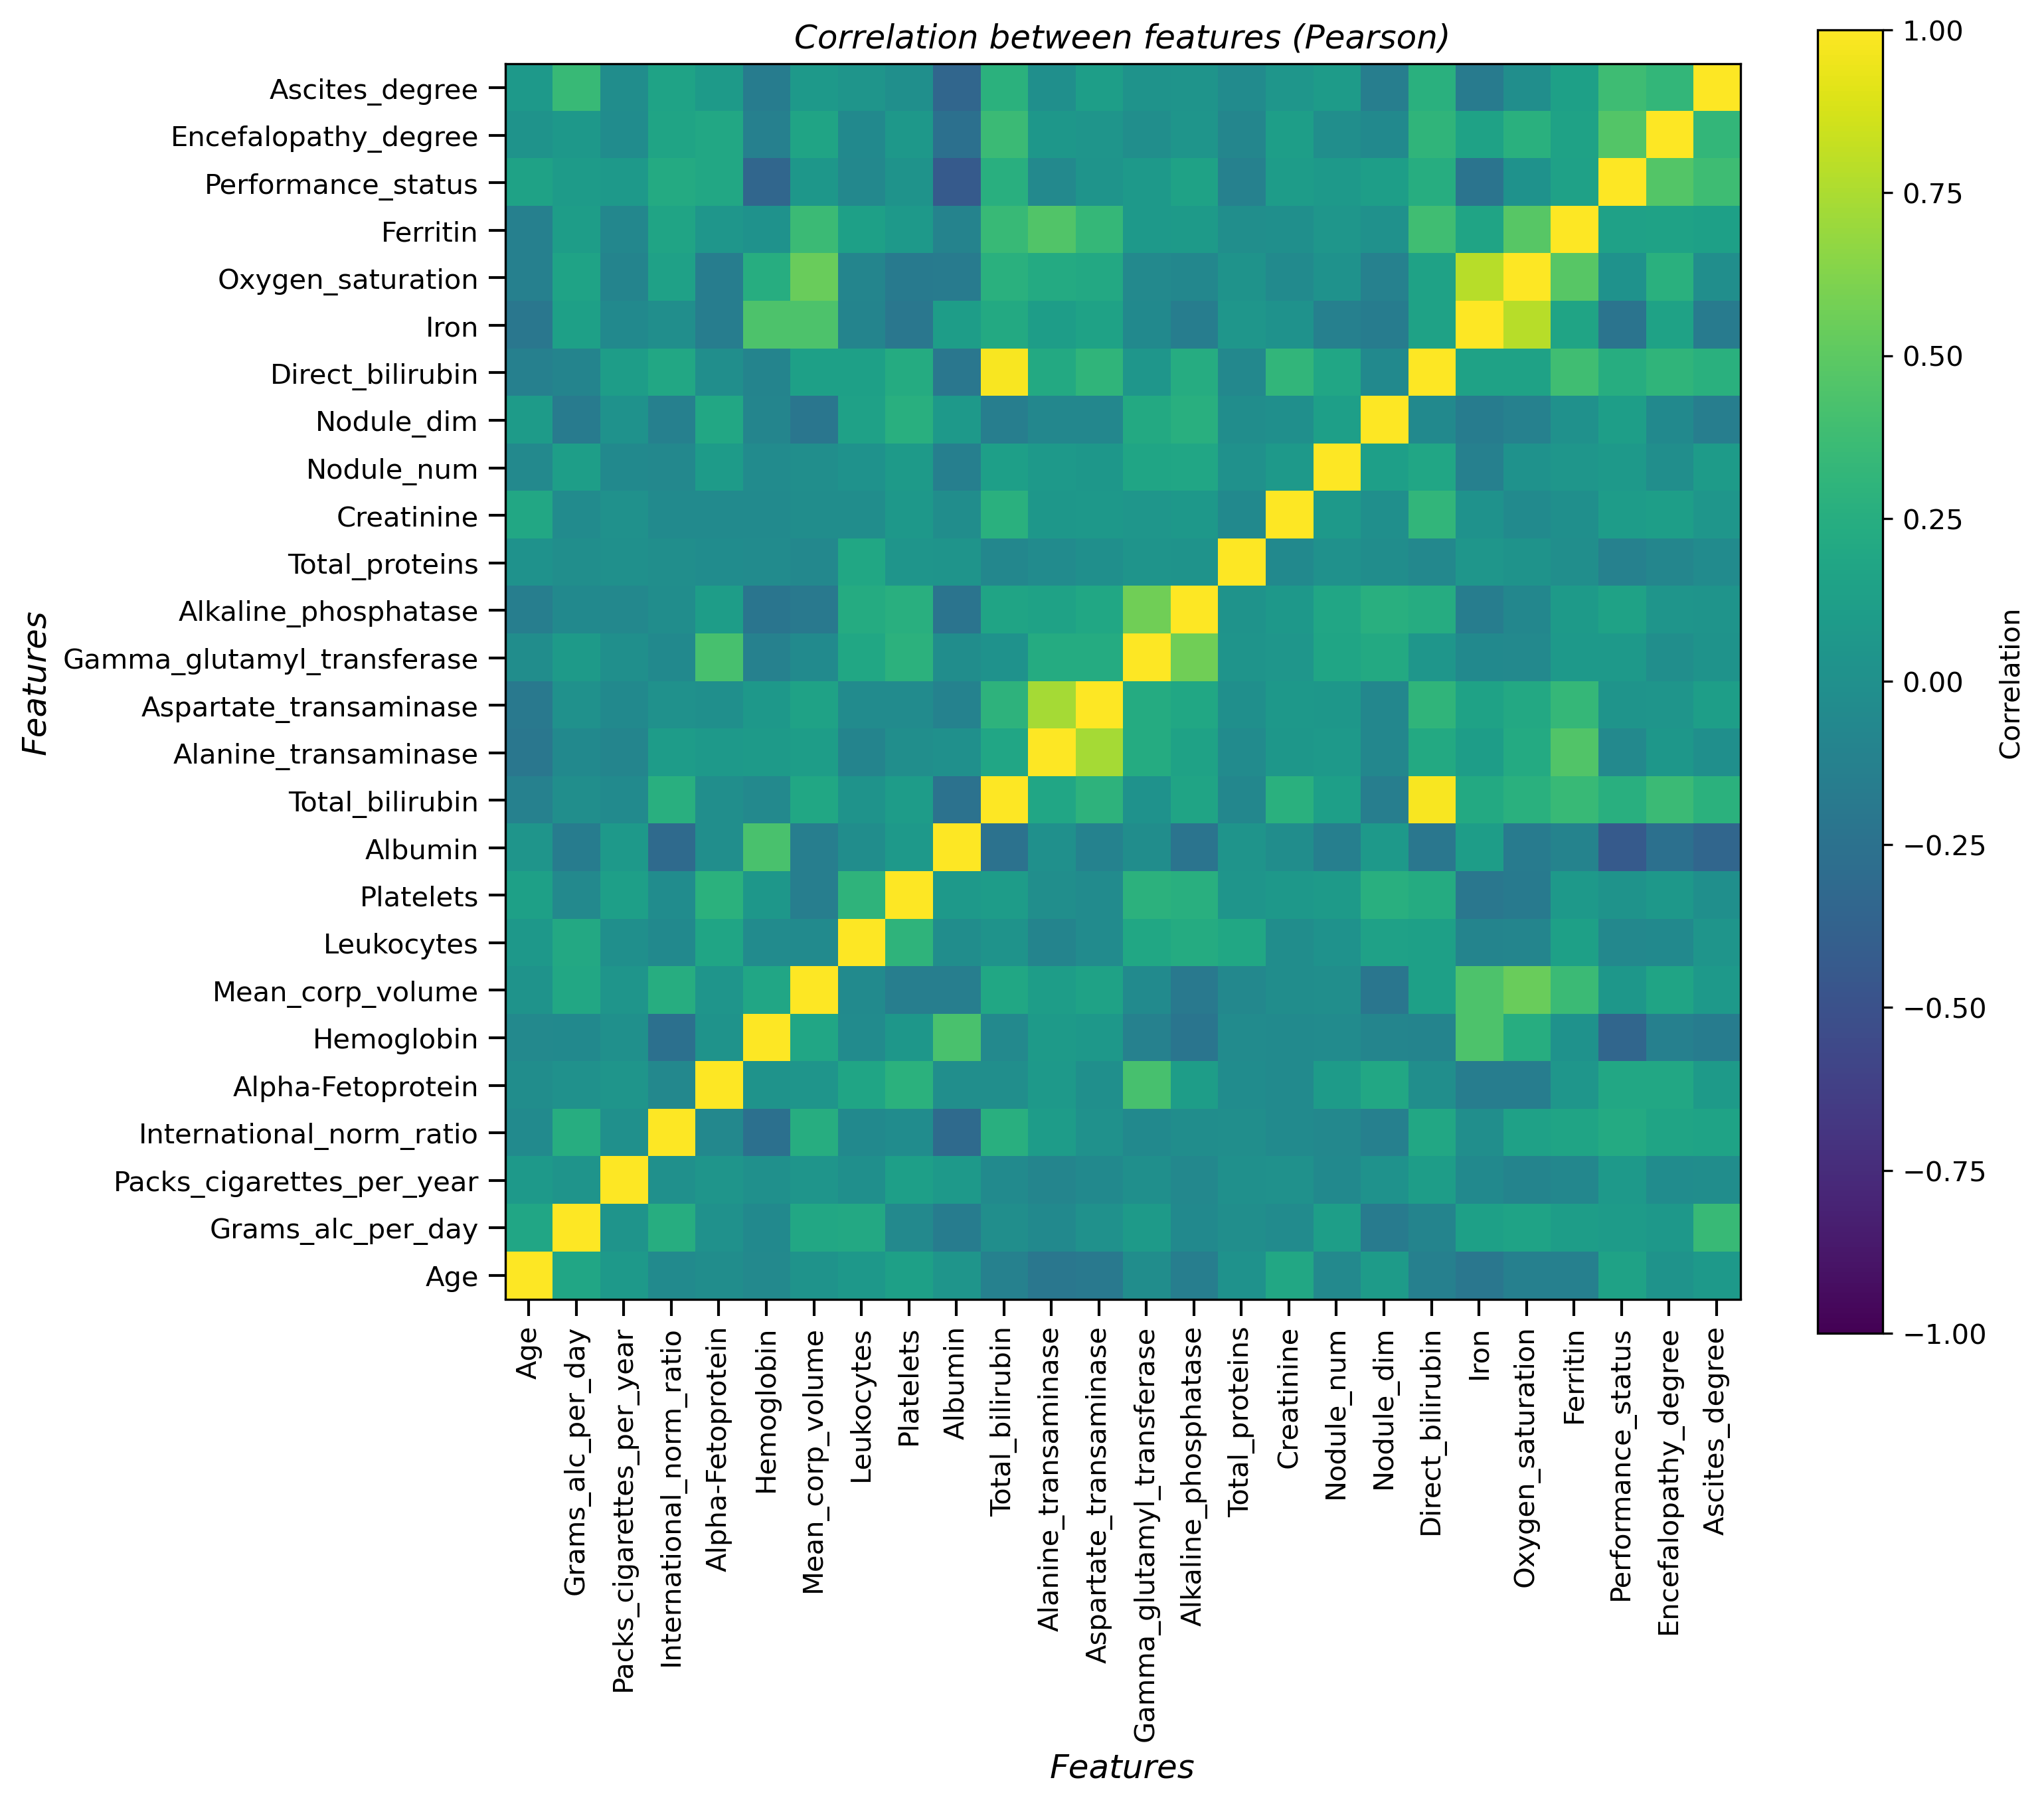 Correlation between features (Pearson)
Features
Ascites_degree
Encefalopathy_degree
Performance_status
Ferritin
Oxygen_saturation
Iron
Direct_bilirubin
Nodule_dim
Nodule_num
Creatinine
Total_proteins
Alkaline_phosphatase
Gamma_glutamyl_transferase
Aspartate_transaminase
Alanine_transaminase
Total_bilirubin
Albumin
Platelets
Leukocytes
Mean_corp_volume
Hemoglobin
Alpha-Fetoprotein
International_norm_ratio
Packs_cigarettes_per_year
Grams_alc_per_day
Age
Age
Grams_alc_per_day
Packs_cigarettes_per_year
International_norm_ratio
Alpha-Fetoprotein
Hemoglobin
Mean_corp_volume
Leukocytes
Platelets
Albumin
Total_bilirubin
Alanine_transaminase
Aspartate_transaminase
Gamma_glutamyl_transferase
Alkaline_phosphatase
Total_proteins
Creatinine
Nodule_num
Nodule_dim
Direct_bilirubin
Iron
Oxygen_saturation
Ferritin
Performance_status
Encefalopathy_degree
Ascites_degree
Features
1.00
0.75
0.50
0.25
0.00
−0.25
−0.50
−0.75
−1.00
Correlation